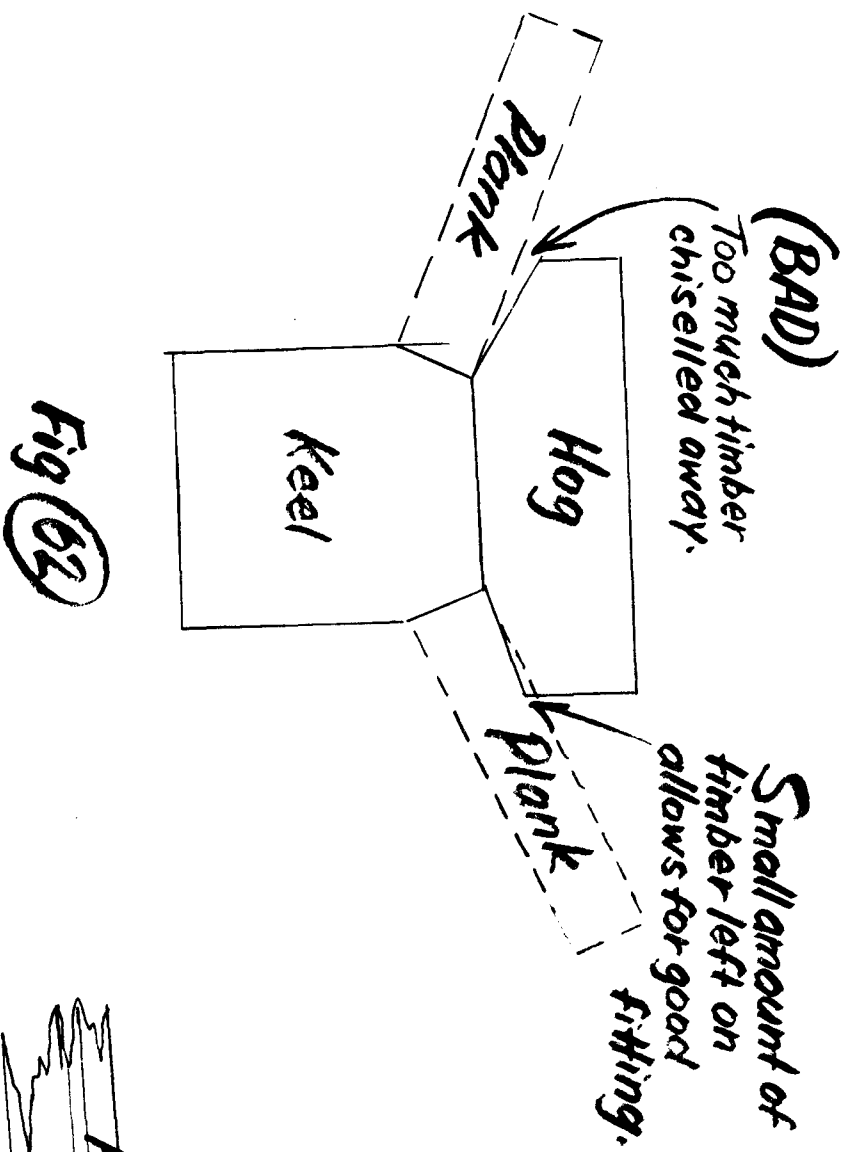 (BAD)
Too much timber
chiselled away.
Small amount of
timber left on
allows for good
fitting.
Plank
Hog
Plank
Keel
Fig 62